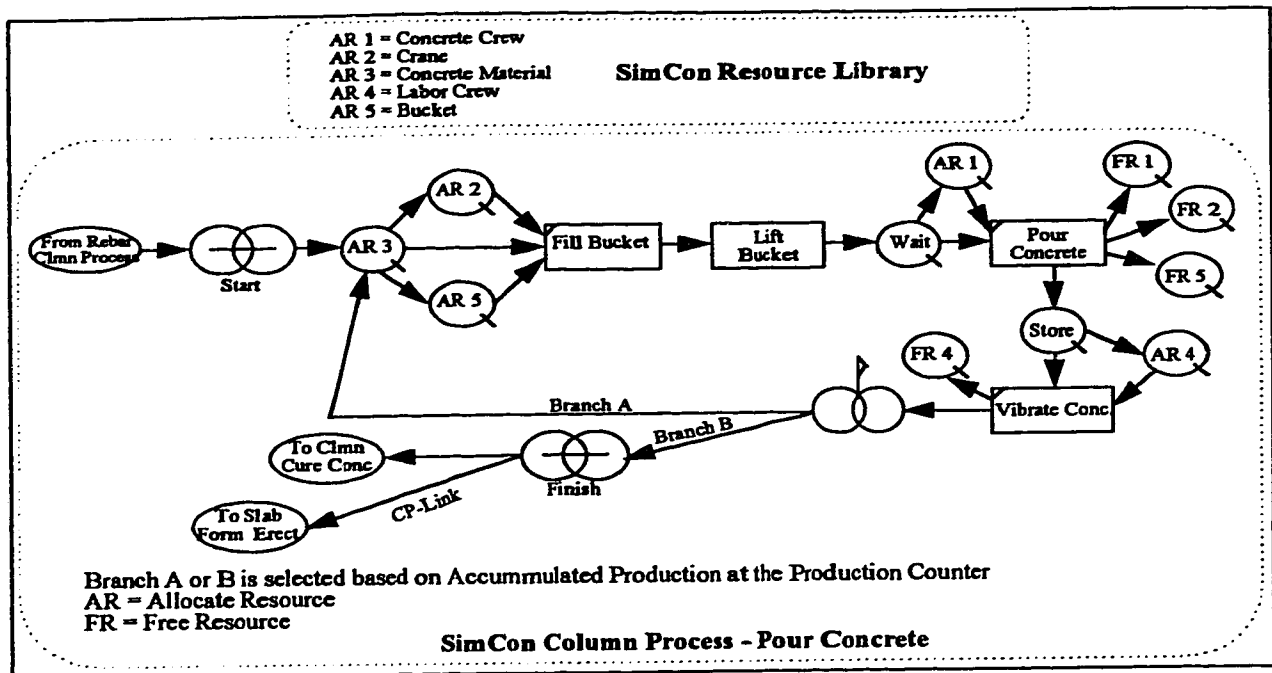 AR 1 = Concrete Crew
AR 2 = Crane
AR 3 = Concrete Material
AR 4 = Labor Crew
AR 5 = Bucket
SimCon Resource Library
From Rebar
Clmn Process
Start
AR 3
AR 2
AR 5
Fill Bucket
Lift
Bucket
Wait
AR 1
Pour
Concrete
FR 1
FR 2
FR 5
Store
AR 4
FR 4
Vibrate Conc.
Branch A
Branch B
To Clmn
Cure Conc
Finish
CP-Link
To Slab
Form Erect
Branch A or B is selected based on Accummulated Production at the Production Counter
AR = Allocate Resource
FR = Free Resource
SimCon Column Process - Pour Concrete